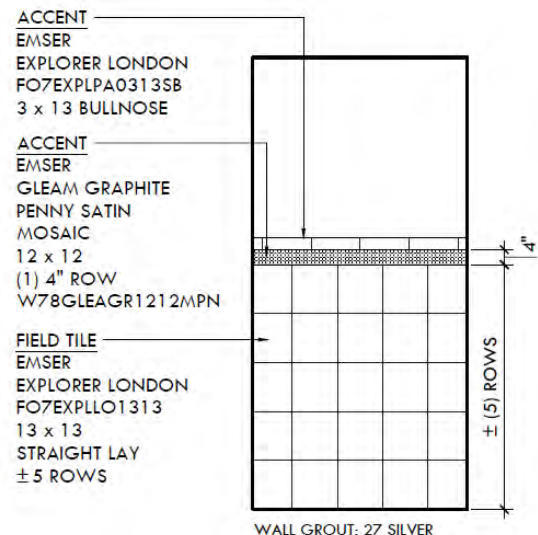 ACCENT
EMSER
EXPLORER LONDON
FO7EXPLPA0313SB
3 x 13 BULLNOSE
ACCENT
EMSER
GLEAM GRAPHITE
PENNY SATIN
MOSAIC
12 x 12
(1) 4" ROW
W78GLEAGR1212MPN
FIELD TILE
EMSER
EXPLORER LONDON
FO7EXPLLO1313
13 x 13
STRAIGHT LAY
±5 ROWS
4"
± (5) ROWS
WALL GROUT: 27 SILVER